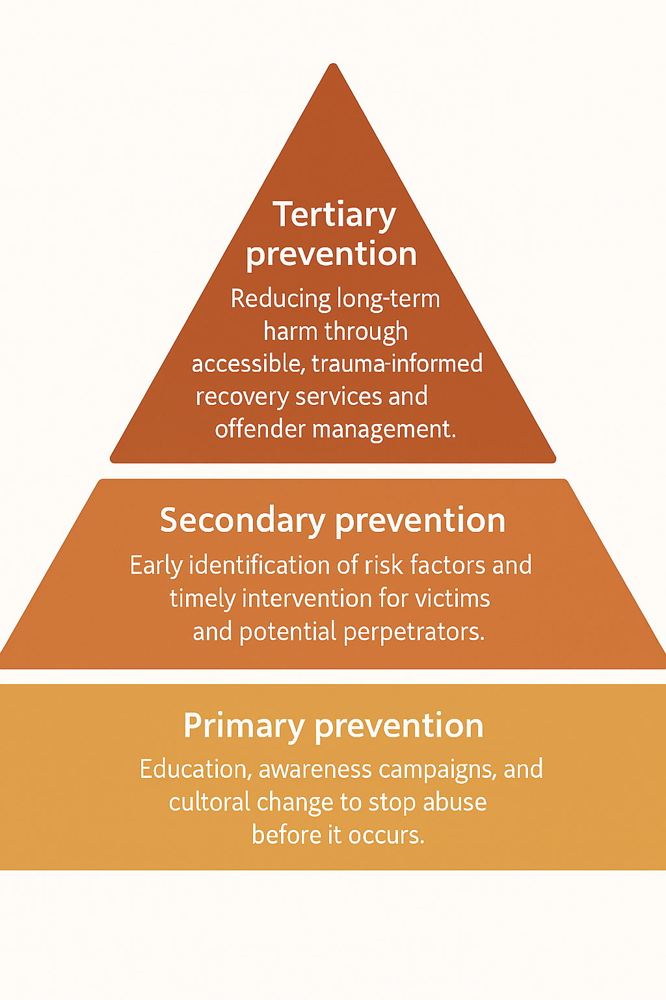 Tertiary
prevention
Reducing long-term
harm through
accessible, trauma-informed
recovery services and
offender management.
Secondary prevention
Early identification of risk factors and
timely intervention for victims
and potential perpetrators.
Primary prevention
Education, awareness campaigns, and
cultoral change to stop abuse
before it occurs.